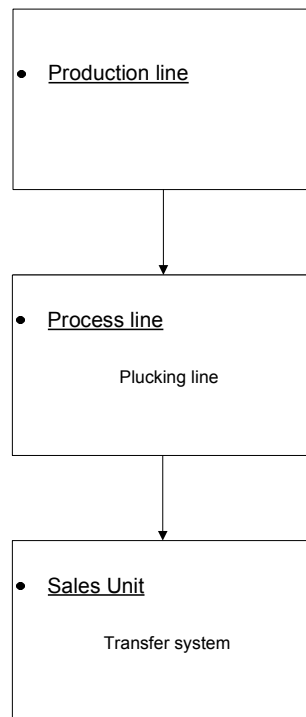 • Production line
• Process line
Plucking line
• Sales Unit
Transfer system